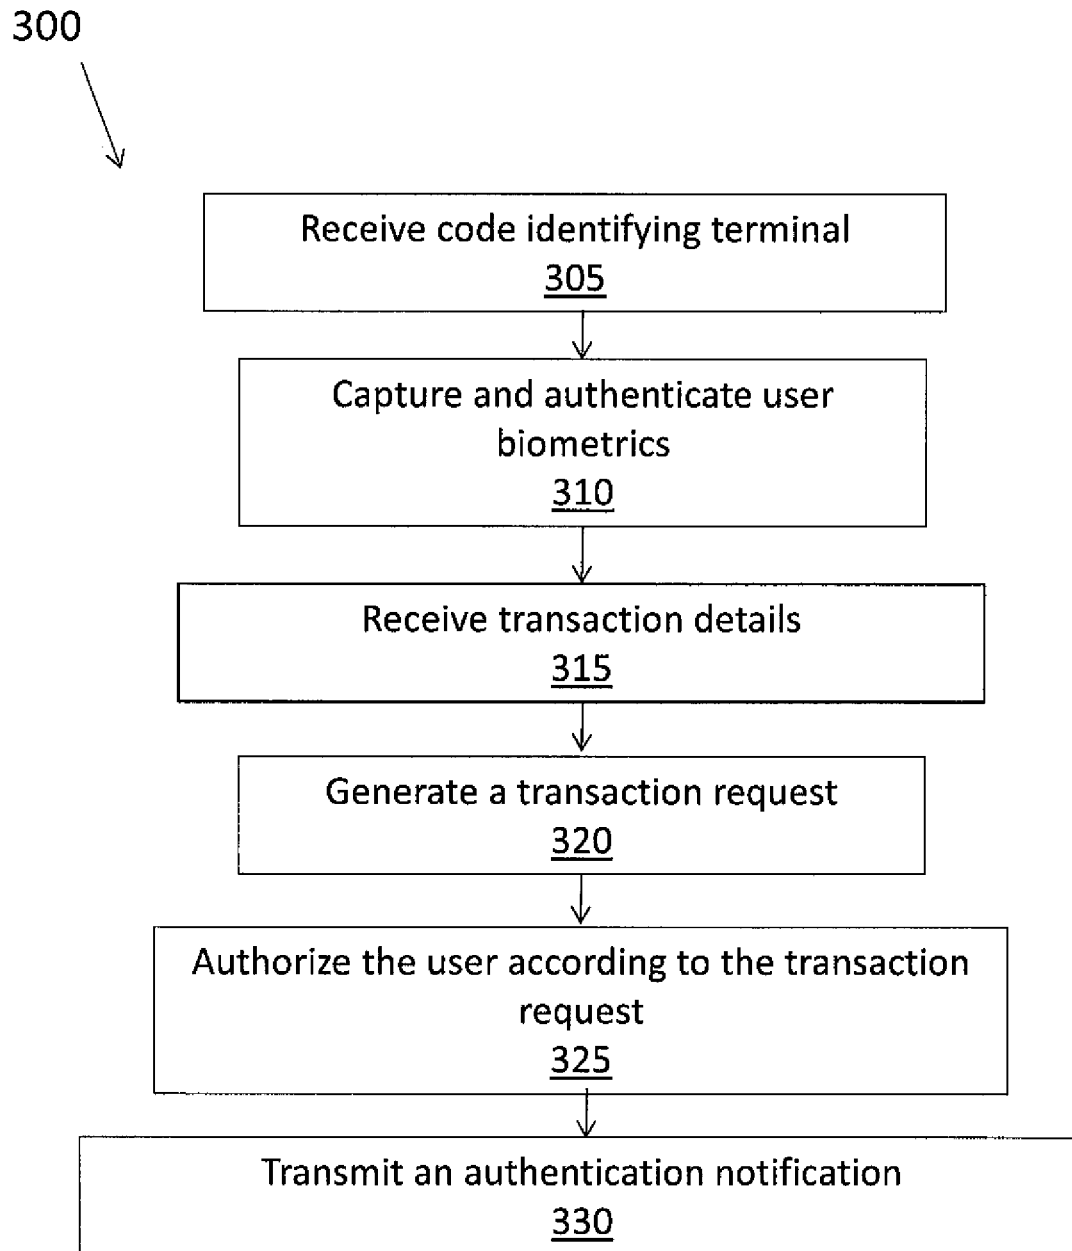 300
Receive code identifying terminal
305
Capture and authenticate user
biometrics
310
Receive transaction details
315
Generate a transaction request
320
Authorize the user according to the transaction
request
325
Transmit an authentication notification
330